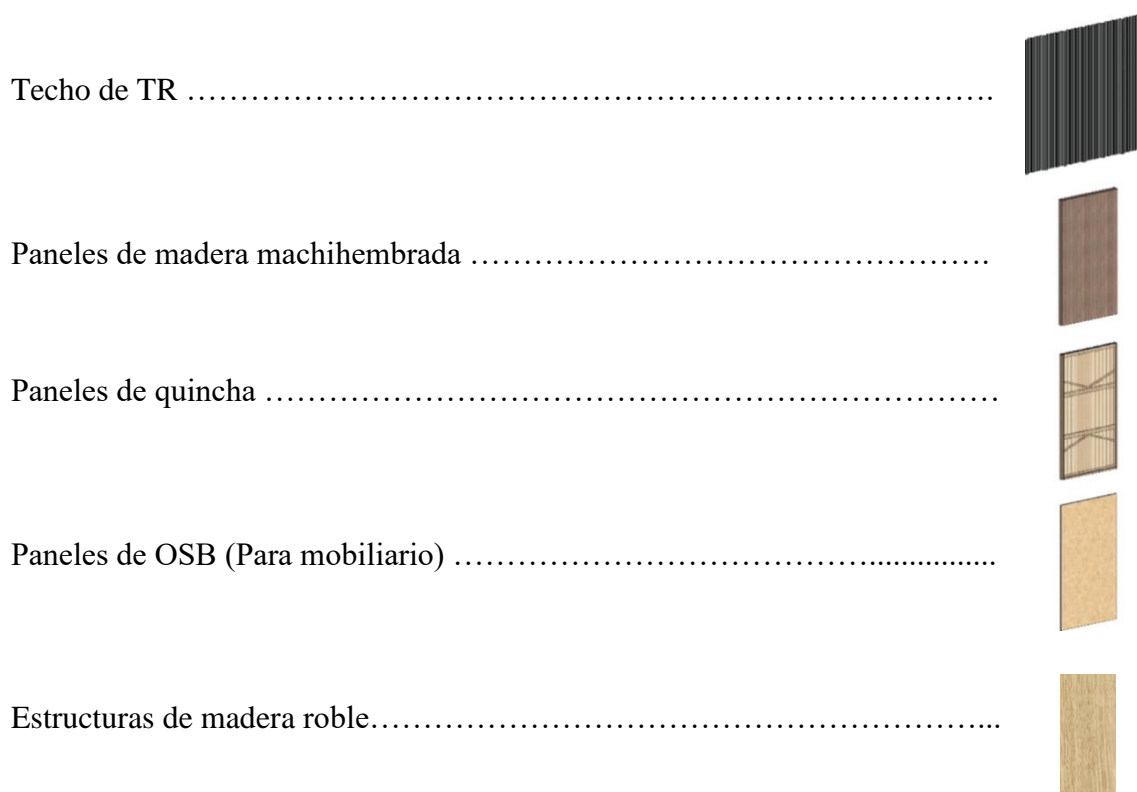 Techo de TR ……………………………………………………………………….
Paneles de madera machihembrada ………………………………………….
Paneles de quincha ……………………………………………………………
Paneles de OSB (Para mobiliario) …………………………………...............
Estructuras de madera roble…………………………………………………...